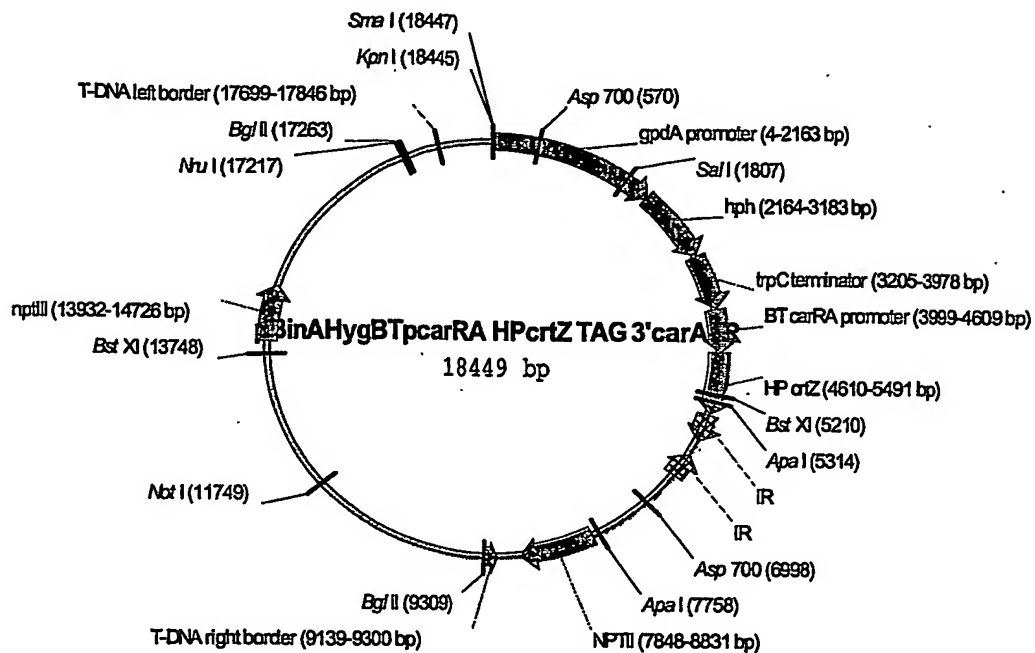 Sma I (18447)
Kpn I (18445)
T-DNA left border (17699-17846 bp)
Bgl II (17263)
Nru I (17217)
Asp 700 (570)
gpdA promoter (4-2163 bp)
Sal I (1807)
hph (2164-3183 bp)
trpC terminator (3205-3978 bp)
BT carRA promoter (3999-4609 bp)
HP crtZ (4610-5491 bp)
Bst XI (5210)
Apa I (5314)
IR
IR
Asp 700 (6998)
Apa I (7758)
NPTII (7848-8831 bp)
Bgl II (9309)
T-DNA right border (9139-9300 bp)
Not I (11749)
Bst XI (13748)
nptIII (13932-14726 bp)
BinAHygBTpcarRA HPcrtZ TAG 3'carA
18449 bp